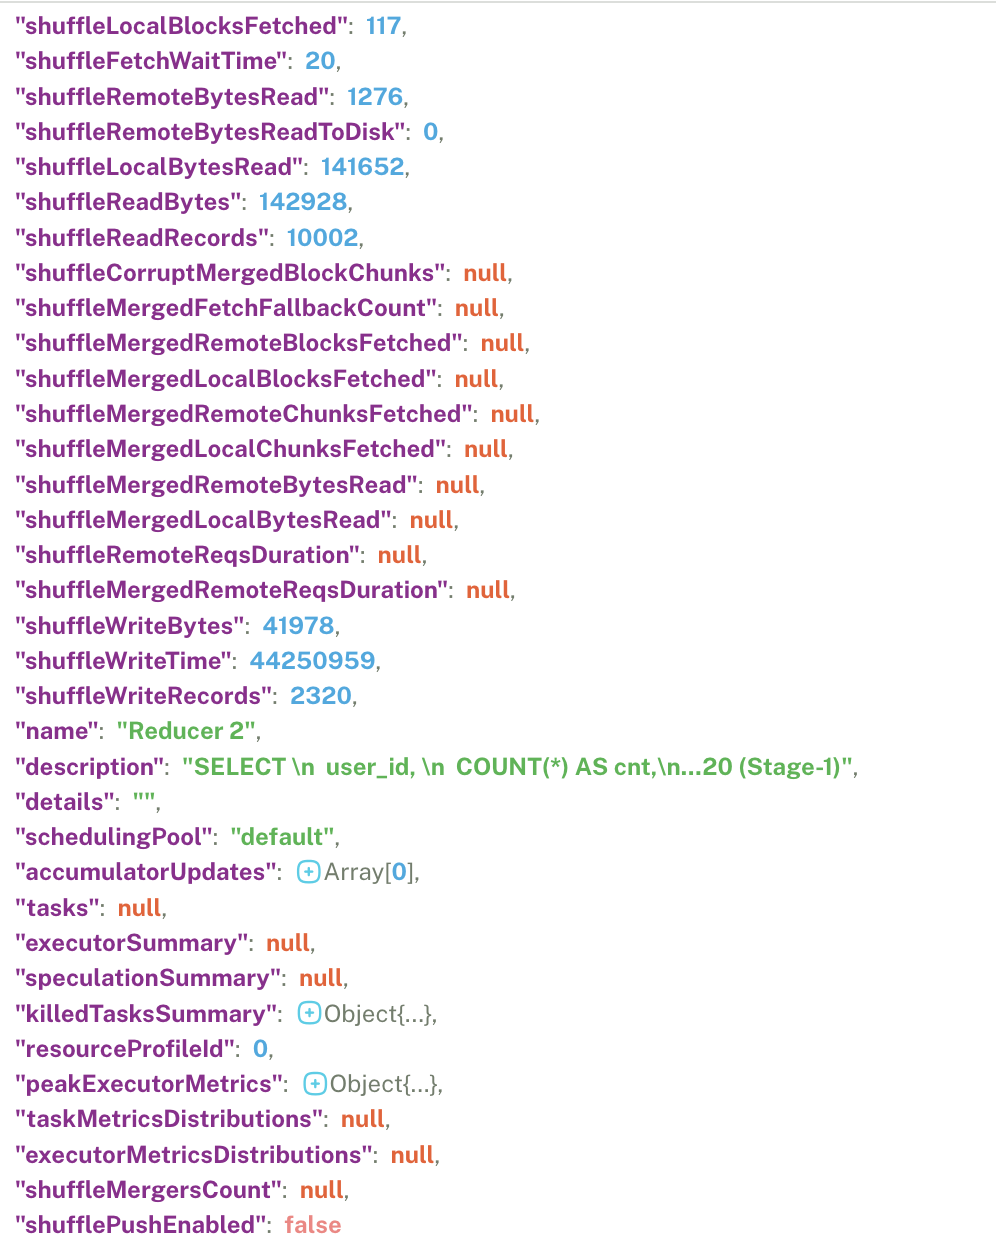 "shuffleLocalBlocksFetched": 117,
"shuffleFetchWaitTime": 20,
"shuffleRemoteBytesRead": 1276,
"shuffleRemoteBytesReadToDisk": 0,
"shuffleLocalBytesRead": 141652,
"shuffleReadBytes": 142928,
"shuffleReadRecords": 10002,
"shuffleCorruptMergedBlockChunks": null,
"shuffleMergedFetchFallbackCount": null,
"shuffleMergedRemoteBlocksFetched": null,
"shuffleMergedLocalBlocksFetched": null,
"shuffleMergedRemoteChunksFetched": null,
"shuffleMergedLocalChunksFetched": null,
"shuffleMergedRemoteBytesRead": null,
"shuffleMergedLocalBytesRead": null,
"shuffleRemoteReqsDuration": null,
"shuffleMergedRemoteReqsDuration": null,
"shuffleWriteBytes": 41978,
"shuffleWriteTime": 44250959,
"shuffleWriteRecords": 2320,
"name": "Reducer 2",
"description": "SELECT \n  user_id, \n  COUNT(*) AS cnt,\n...20 (Stage-1)",
"details": "",
"schedulingPool": "default",
"accumulatorUpdates": Array[0],
"tasks": null,
"executorSummary": null,
"speculationSummary": null,
"killedTasksSummary": Object{...},
"resourceProfileId": 0,
"peakExecutorMetrics": Object{...},
"taskMetricsDistributions": null,
"executorMetricsDistributions": null,
"shuffleMergersCount": null,
"shufflePushEnabled": false